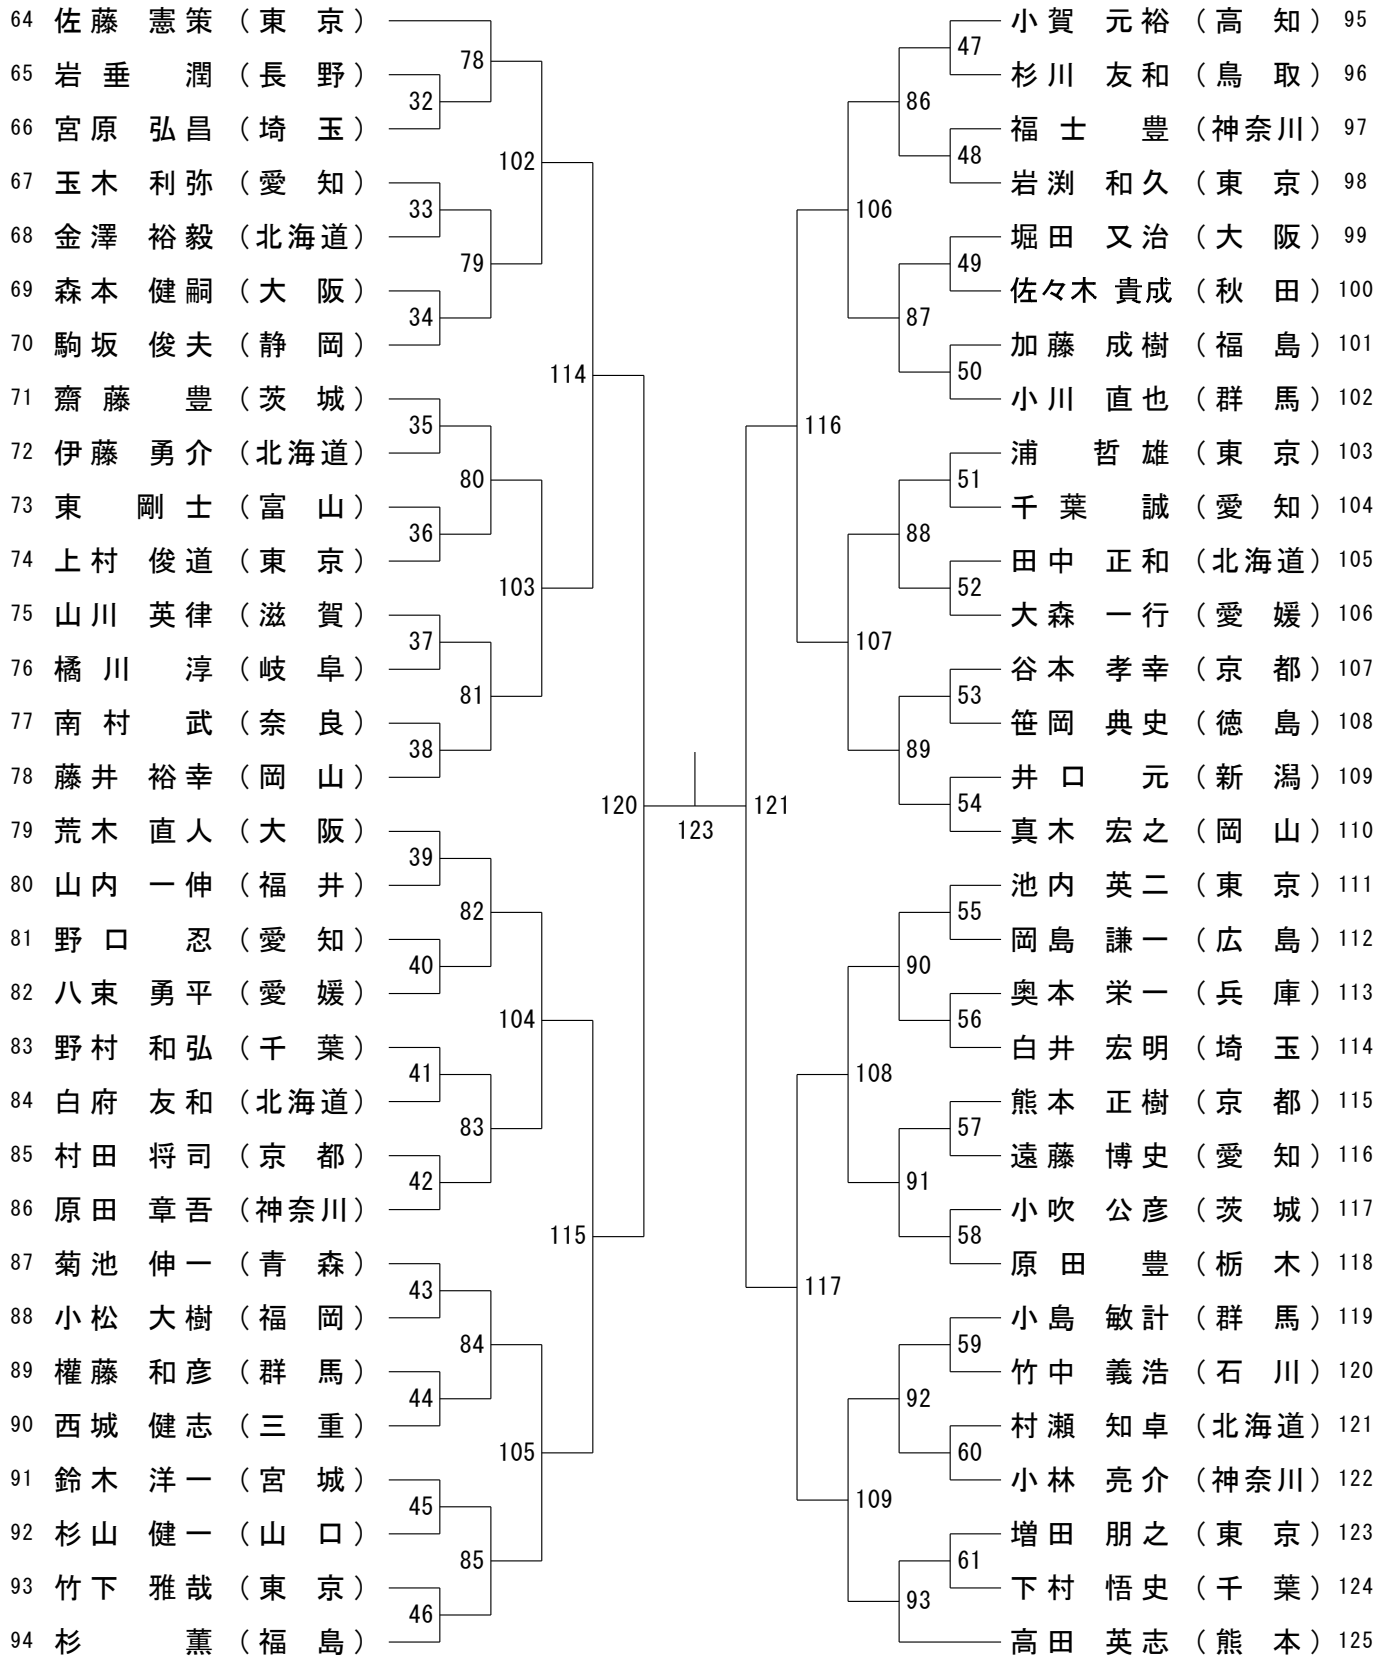 64 佐藤 憲策 (東 京)
65 岩垂 潤 (長 野)
66 宮原 弘昌 (埼 玉)
67 玉木 利弥 (愛 知)
68 金澤 裕毅 (北海道)
69 森本 健嗣 (大 阪)
70 駒坂 俊夫 (静 岡)
71 齋藤 豊 (茨 城)
72 伊藤 勇介 (北海道)
73 東 剛士 (富 山)
74 上村 俊道 (東 京)
75 山川 英律 (滋 賀)
76 橘川 淳 (岐 阜)
77 南村 武 (奈 良)
78 藤井 裕幸 (岡 山)
79 荒木 直人 (大 阪)
80 山内 一伸 (福 井)
81 野口 忍 (愛 知)
82 八束 勇平 (愛 媛)
83 野村 和弘 (千 葉)
84 白府 友和 (北海道)
85 村田 将司 (京 都)
86 原田 章吾 (神奈川)
87 菊池 伸一 (青 森)
88 小松 大樹 (福 岡)
89 權藤 和彦 (群 馬)
90 西城 健志 (三 重)
91 鈴木 洋一 (宮 城)
92 杉山 健一 (山 口)
93 竹下 雅哉 (東 京)
94 杉 薫 (福 島)
32
33
34
35
36
37
38
39
40
41
42
43
44
45
46
78
79
80
81
82
83
84
85
102
103
104
105
114
115
120
123
121
116
117
106
107
108
109
86
87
88
89
90
91
92
93
47
48
49
50
51
52
53
54
55
56
57
58
59
60
61
小賀 元裕 (高 知) 95
杉川 友和 (鳥 取) 96
福士 豊 (神奈川) 97
岩渕 和久 (東 京) 98
堀田 又治 (大 阪) 99
佐々木 貴成 (秋 田) 100
加藤 成樹 (福 島) 101
小川 直也 (群 馬) 102
浦 哲雄 (東 京) 103
千葉 誠 (愛 知) 104
田中 正和 (北海道) 105
大森 一行 (愛 媛) 106
谷本 孝幸 (京 都) 107
笹岡 典史 (徳 島) 108
井口 元 (新 潟) 109
真木 宏之 (岡 山) 110
池内 英二 (東 京) 111
岡島 謙一 (広 島) 112
奥本 栄一 (兵 庫) 113
白井 宏明 (埼 玉) 114
熊本 正樹 (京 都) 115
遠藤 博史 (愛 知) 116
小吹 公彦 (茨 城) 117
原田 豊 (栃 木) 118
小島 敏計 (群 馬) 119
竹中 義浩 (石 川) 120
村瀬 知卓 (北海道) 121
小林 亮介 (神奈川) 122
増田 朋之 (東 京) 123
下村 悟史 (千 葉) 124
高田 英志 (熊 本) 125